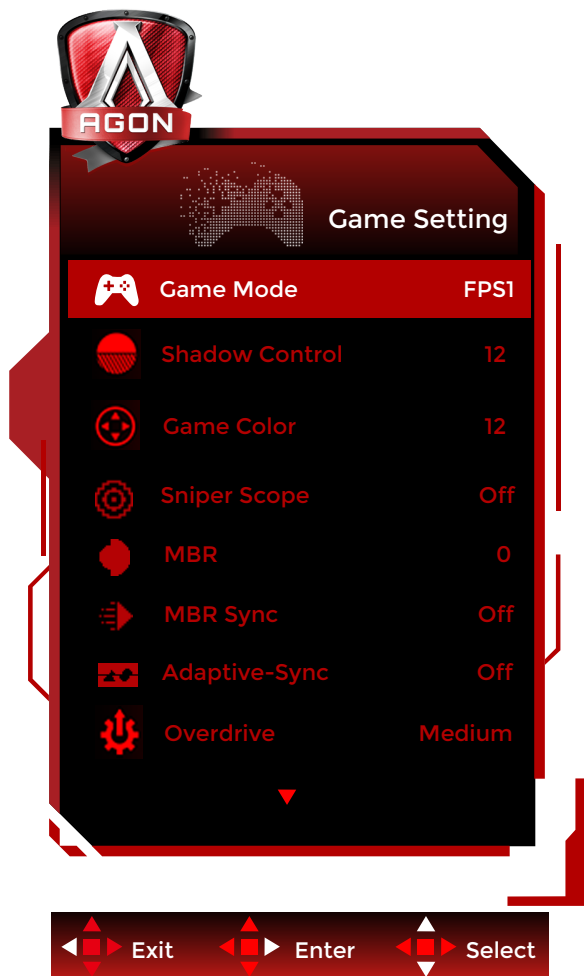 AGON
Game Setting
Game Mode FPS1
Shadow Control 12
Game Color 12
Sniper Scope Off
MBR 0
MBR Sync Off
Adaptive-Sync Off
Overdrive Medium
Exit Enter Select